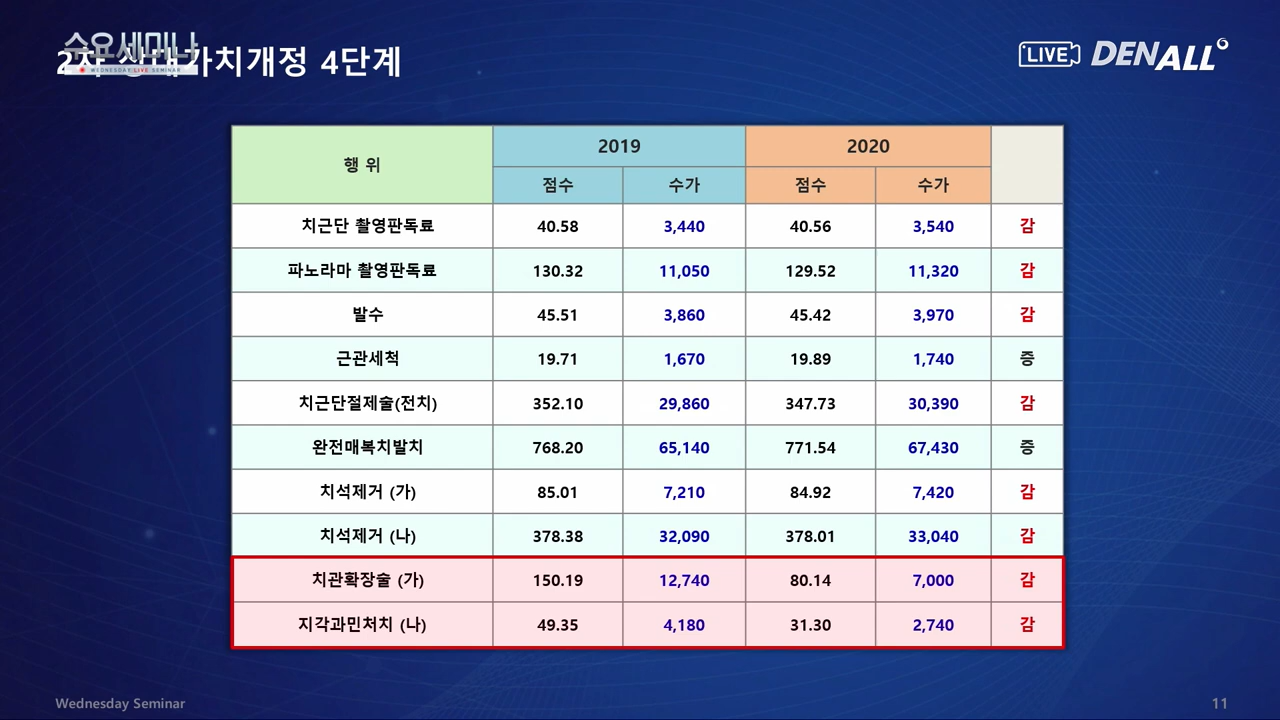 수요세미나
WEDNESDAY LIVE SEMINAR
2차 상대가치개정 4단계
LIVE DENALL
행 위 2019 2020
점수 수가 점수 수가
치근단 촬영판독료 40.58 3,440 40.56 3,540 감
파노라마 촬영판독료 130.32 11,050 129.52 11,320 감
발수 45.51 3,860 45.42 3,970 감
근관세척 19.71 1,670 19.89 1,740 증
치근단절제술(전치) 352.10 29,860 347.73 30,390 감
완전매복치발치 768.20 65,140 771.54 67,430 증
치석제거 (가) 85.01 7,210 84.92 7,420 감
치석제거 (나) 378.38 32,090 378.01 33,040 감
치관확장술 (가) 150.19 12,740 80.14 7,000 감
지각과민처치 (나) 49.35 4,180 31.30 2,740 감
Wednesday Seminar
11